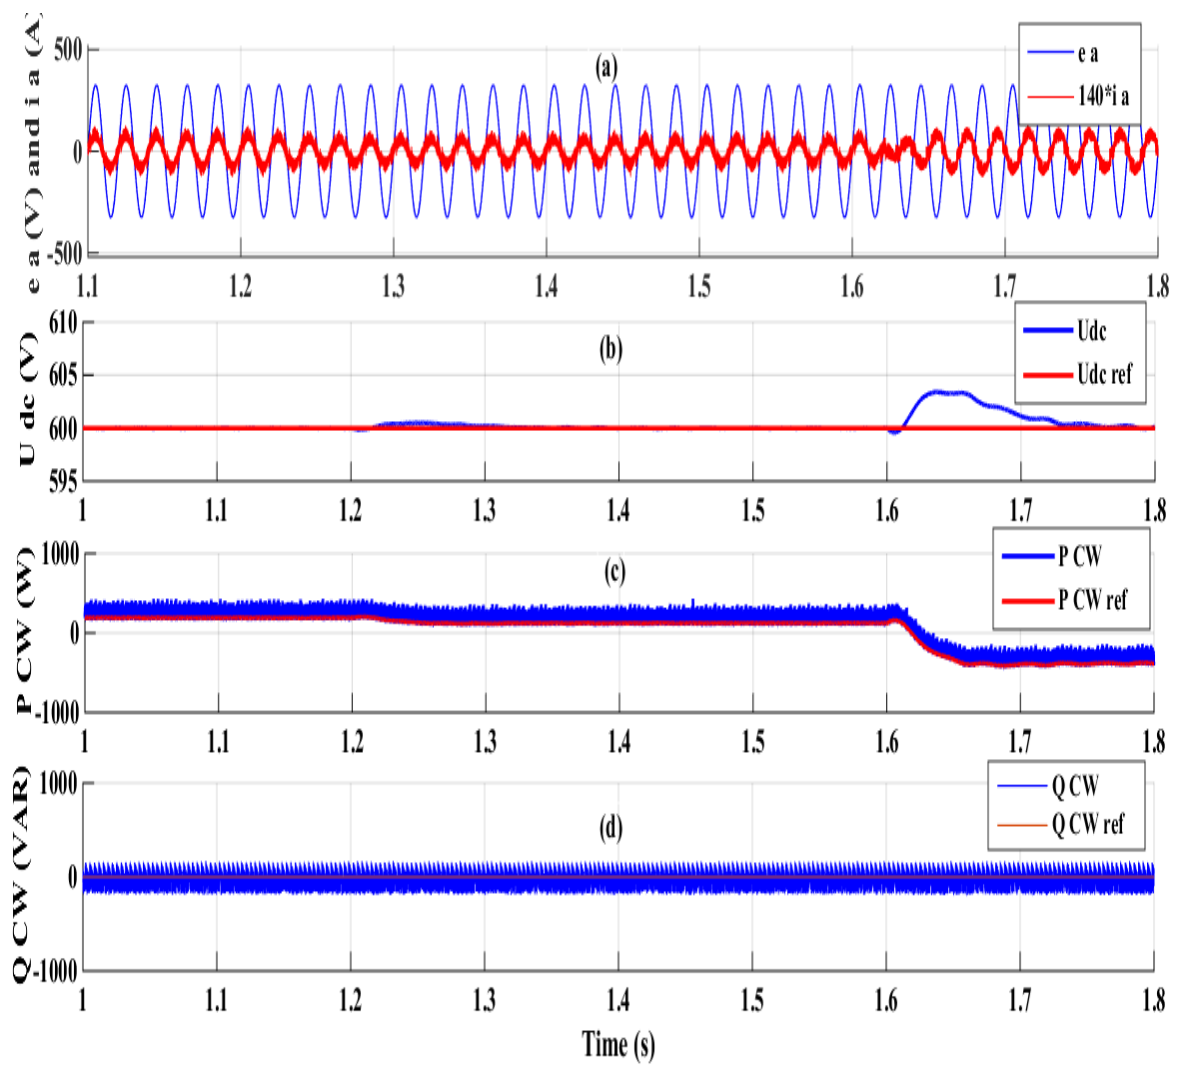 e a (V) and i a (A)
500
0
-500
(a)
e a
140*i a
1.1 1.2 1.3 1.4 1.5 1.6 1.7 1.8
U dc (V)
610
605
600
595
(b)
Udc
Udc ref
1 1.1 1.2 1.3 1.4 1.5 1.6 1.7 1.8
P CW (W)
1000
0
-1000
(c)
P CW
P CW ref
1 1.1 1.2 1.3 1.4 1.5 1.6 1.7 1.8
Q CW (VAR)
1000
0
-1000
(d)
Q CW
Q CW ref
1 1.1 1.2 1.3 1.4 1.5 1.6 1.7 1.8
Time (s)